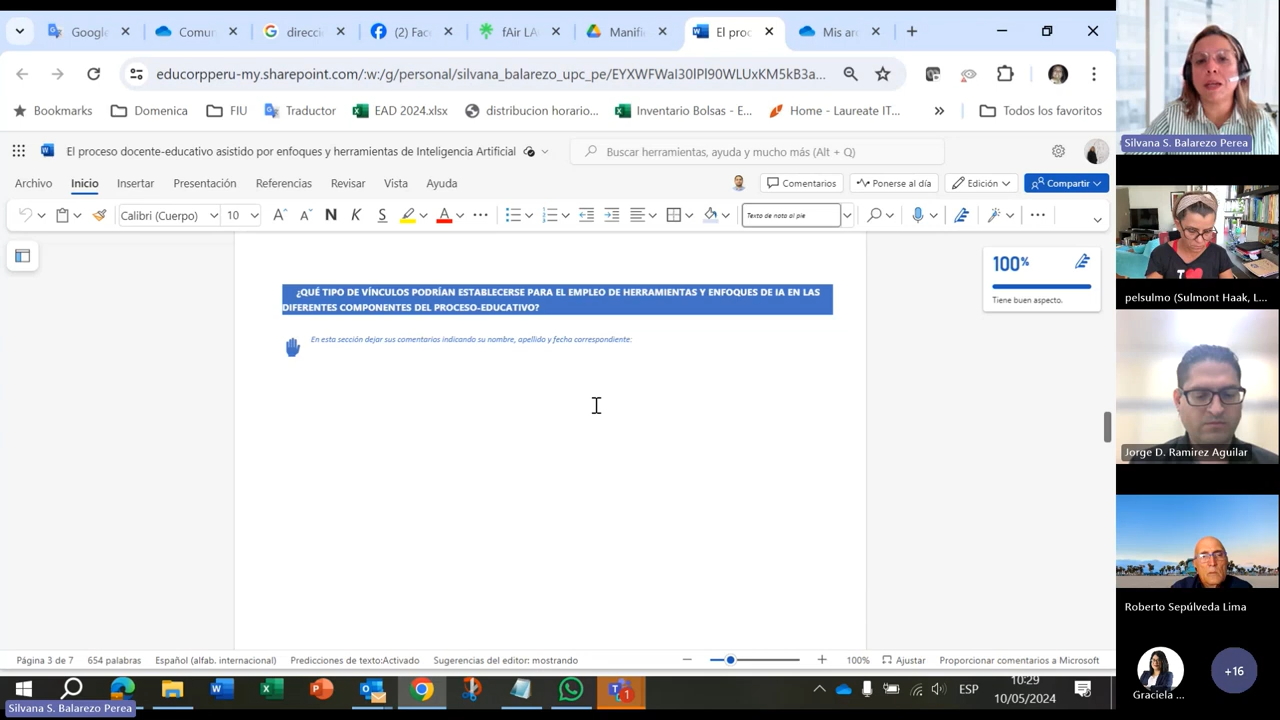 Google
Comun
direcci
(2) Face
fAir LA
Manifi
El proc
Mis arc
educorpperu-my.sharepoint.com/:w:/g/personal/silvana_balarezo_upc_pe/EYXWFWaI30lPl90WLUxKM5kB3a...
Bookmarks
Domenica
FIU
Traductor
EAD 2024.xlsx
distribucion horario...
Inventario Bolsas - E...
Home - Laureate IT...
»
Todos los favoritos
El proceso docente-educativo asistido por enfoques y herramientas de Inteligencia Artificial
Buscar herramientas, ayuda y mucho más (Alt + Q)
Archivo
Inicio
Insertar
Presentación
Referencias
Revisar
Vista
Ayuda
Comentarios
Ponerse al día
Edición
Compartir
Calibri (Cuerpo)
10
A
A
N
K
S
A
Texto de nota al pie
100%
Tiene buen aspecto.
¿QUÉ TIPO DE VÍNCULOS PODRÍAN ESTABLECERSE PARA EL EMPLEO DE HERRAMIENTAS Y ENFOQUES DE IA EN LAS
DIFERENTES COMPONENTES DEL PROCESO-EDUCATIVO?
En esta sección dejar sus comentarios indicando su nombre, apellido y fecha correspondiente:
Página 3 de 7
654 palabras
Español (alfab. internacional)
Predicciones de texto:Activado
Sugerencias del editor: mostrando
100%
Ajustar
Proporcionar comentarios a Microsoft
1
ESP
10:29
10/05/2024
Silvana S. Balarezo Perea
Silvana S. Balarezo Perea
I
pelsulmo (Sulmont Haak, L...
Jorge D. Ramirez Aguilar
Roberto Sepúlveda Lima
Graciela ...
+16